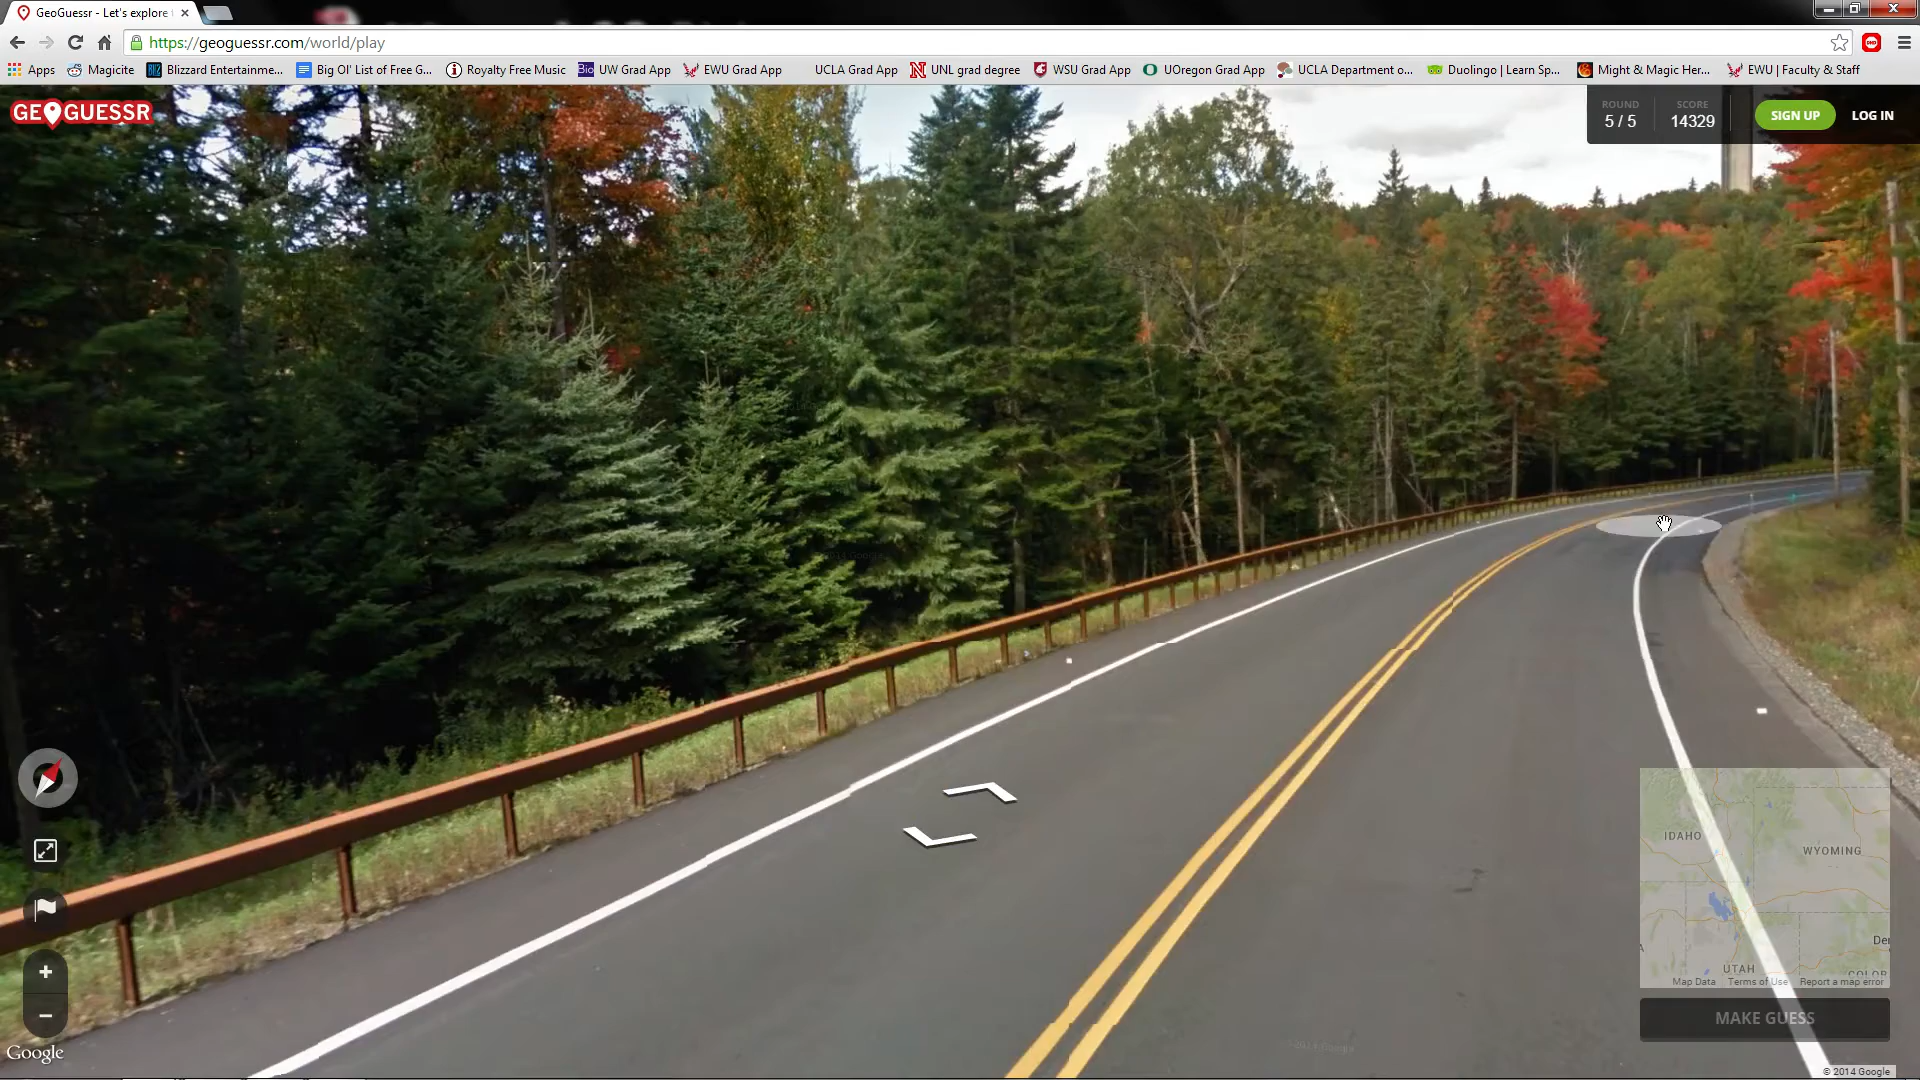 GeoGuessr - Let's explore
https://geoguessr.com/world/play
Apps Magicite Blizzard Entertainme... Big Ol' List of Free G... Royalty Free Music Bio UW Grad App EWU Grad App UCLA Grad App UNL grad degree WSU Grad App UOregon Grad App UCLA Department o... Duolingo | Learn Sp... Might & Magic Her... EWU | Faculty & Staff
GEOGUESSR
ROUND SCORE
5 / 5 14329
SIGN UP LOG IN
IDAHO
WYOMING
Den
UTAH
COLOR
Map Data Terms of Use Report a map error
MAKE GUESS
Google
© 2014 Google